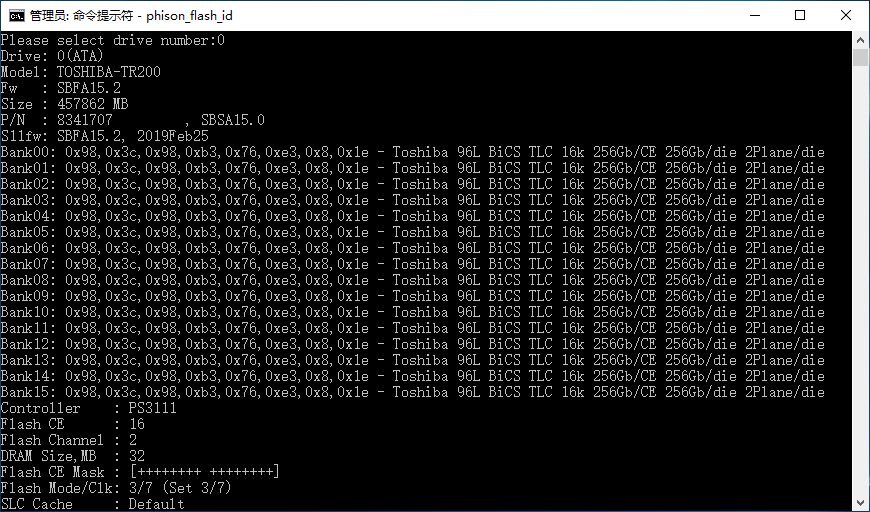 管理员: 命令提示符 - phison_flash_id
Please select drive number:0
Drive: 0(ATA)
Model: TOSHIBA-TR200
Fw   : SBFA15.2
Size : 457862 MB
P/N  : 8341707         , SBSA15.0
S11fw: SBFA15.2, 2019Feb25
Bank00: 0x98,0x3c,0x98,0xb3,0x76,0xe3,0x8,0x1e - Toshiba 96L BiCS TLC 16k 256Gb/CE 256Gb/die 2Plane/die
Bank01: 0x98,0x3c,0x98,0xb3,0x76,0xe3,0x8,0x1e - Toshiba 96L BiCS TLC 16k 256Gb/CE 256Gb/die 2Plane/die
Bank02: 0x98,0x3c,0x98,0xb3,0x76,0xe3,0x8,0x1e - Toshiba 96L BiCS TLC 16k 256Gb/CE 256Gb/die 2Plane/die
Bank03: 0x98,0x3c,0x98,0xb3,0x76,0xe3,0x8,0x1e - Toshiba 96L BiCS TLC 16k 256Gb/CE 256Gb/die 2Plane/die
Bank04: 0x98,0x3c,0x98,0xb3,0x76,0xe3,0x8,0x1e - Toshiba 96L BiCS TLC 16k 256Gb/CE 256Gb/die 2Plane/die
Bank05: 0x98,0x3c,0x98,0xb3,0x76,0xe3,0x8,0x1e - Toshiba 96L BiCS TLC 16k 256Gb/CE 256Gb/die 2Plane/die
Bank06: 0x98,0x3c,0x98,0xb3,0x76,0xe3,0x8,0x1e - Toshiba 96L BiCS TLC 16k 256Gb/CE 256Gb/die 2Plane/die
Bank07: 0x98,0x3c,0x98,0xb3,0x76,0xe3,0x8,0x1e - Toshiba 96L BiCS TLC 16k 256Gb/CE 256Gb/die 2Plane/die
Bank08: 0x98,0x3c,0x98,0xb3,0x76,0xe3,0x8,0x1e - Toshiba 96L BiCS TLC 16k 256Gb/CE 256Gb/die 2Plane/die
Bank09: 0x98,0x3c,0x98,0xb3,0x76,0xe3,0x8,0x1e - Toshiba 96L BiCS TLC 16k 256Gb/CE 256Gb/die 2Plane/die
Bank10: 0x98,0x3c,0x98,0xb3,0x76,0xe3,0x8,0x1e - Toshiba 96L BiCS TLC 16k 256Gb/CE 256Gb/die 2Plane/die
Bank11: 0x98,0x3c,0x98,0xb3,0x76,0xe3,0x8,0x1e - Toshiba 96L BiCS TLC 16k 256Gb/CE 256Gb/die 2Plane/die
Bank12: 0x98,0x3c,0x98,0xb3,0x76,0xe3,0x8,0x1e - Toshiba 96L BiCS TLC 16k 256Gb/CE 256Gb/die 2Plane/die
Bank13: 0x98,0x3c,0x98,0xb3,0x76,0xe3,0x8,0x1e - Toshiba 96L BiCS TLC 16k 256Gb/CE 256Gb/die 2Plane/die
Bank14: 0x98,0x3c,0x98,0xb3,0x76,0xe3,0x8,0x1e - Toshiba 96L BiCS TLC 16k 256Gb/CE 256Gb/die 2Plane/die
Bank15: 0x98,0x3c,0x98,0xb3,0x76,0xe3,0x8,0x1e - Toshiba 96L BiCS TLC 16k 256Gb/CE 256Gb/die 2Plane/die
Controller    : PS3111
Flash CE      : 16
Flash Channel : 2
DRAM Size,MB  : 32
Flash CE Mask : [++++++++ ++++++++]
Flash Mode/Clk: 3/7 (Set 3/7)
SLC Cache     : Default